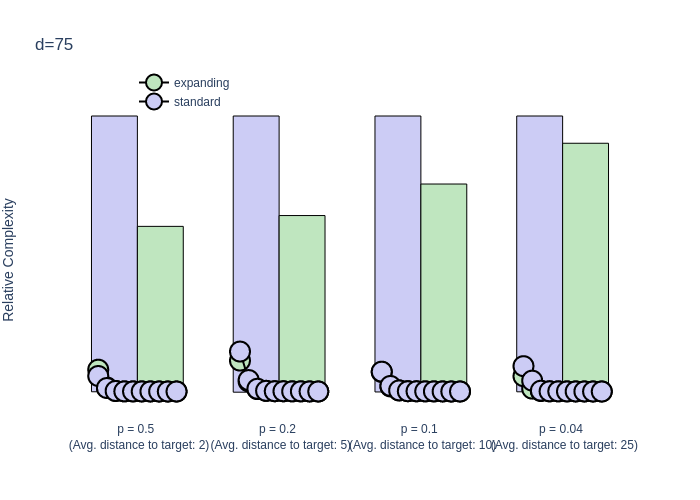 d=75
expanding
standard
Relative Complexity
p = 0.5
(Avg. distance to target: 2)
p = 0.2
(Avg. distance to target: 5)
p = 0.1
(Avg. distance to target: 10)
p = 0.04
(Avg. distance to target: 25)